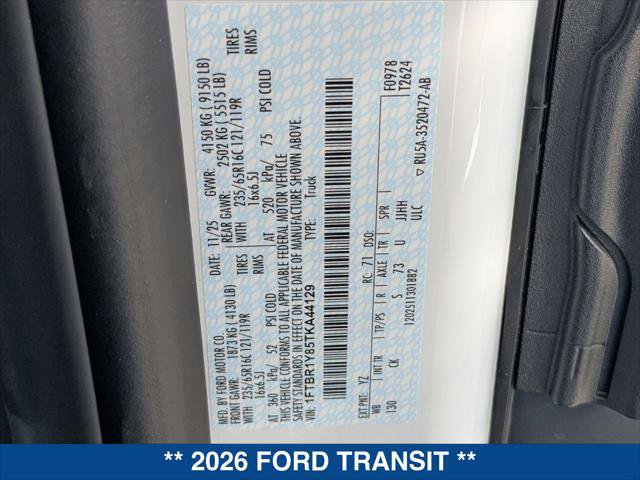 MFD. BY FORD MOTOR CO.
DATE: 11/25 GVWR: 4150 KG ( 9150 LB)
FRONT GAWR: 1873 KG ( 4130 LB) REAR GAWR: 2502 KG ( 5515 LB)
235/65R16C 121/119R TIRES WITH 235/65R16C 121/119R TIRES
16x6.5J RIMS 16x6.5J RIMS
AT 360 kPa/ 52 PSI COLD AT 520 kPa/ 75 PSI COLD
THIS VEHICLE CONFORMS TO ALL APPLICABLE FEDERAL MOTOR VEHICLE
SAFETY STANDARDS IN EFFECT ON THE DATE OF MANUFACTURE SHOWN ABOVE.
VIN: 1FTBR1Y85TKA44129 TYPE: Truck
F0978
T2624
EXT PNT: YZ RC: 71 DSO:
WB INT TR TP/PS R AXLE TR SPR
130 CK S 73 U JJHH
1202511301882 ULC
▽ RU5A-3520472-AB
** 2026 FORD TRANSIT **